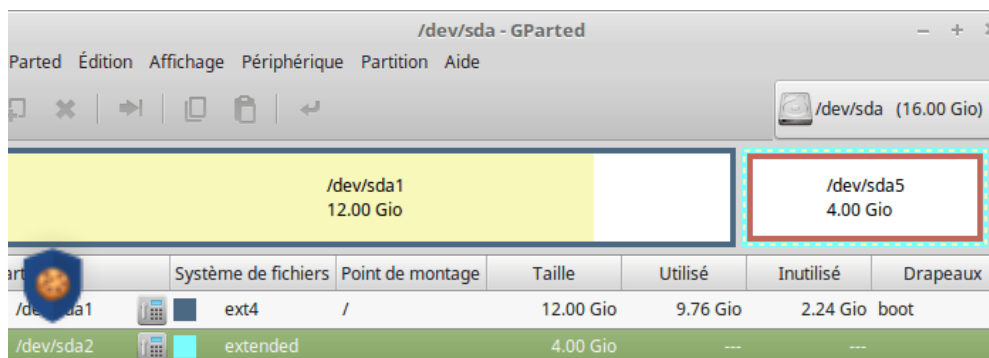 /dev/sda - GParted
Parted Édition Affichage Périphérique Partition Aide
/dev/sda (16.00 Gio)
/dev/sda1
12.00 Gio
/dev/sda5
4.00 Gio
Système de fichiers Point de montage Taille Utilisé Inutilisé Drapeaux
ext4 / 12.00 Gio 9.76 Gio 2.24 Gio boot
/dev/sda2 extended 4.00 Gio --- ---